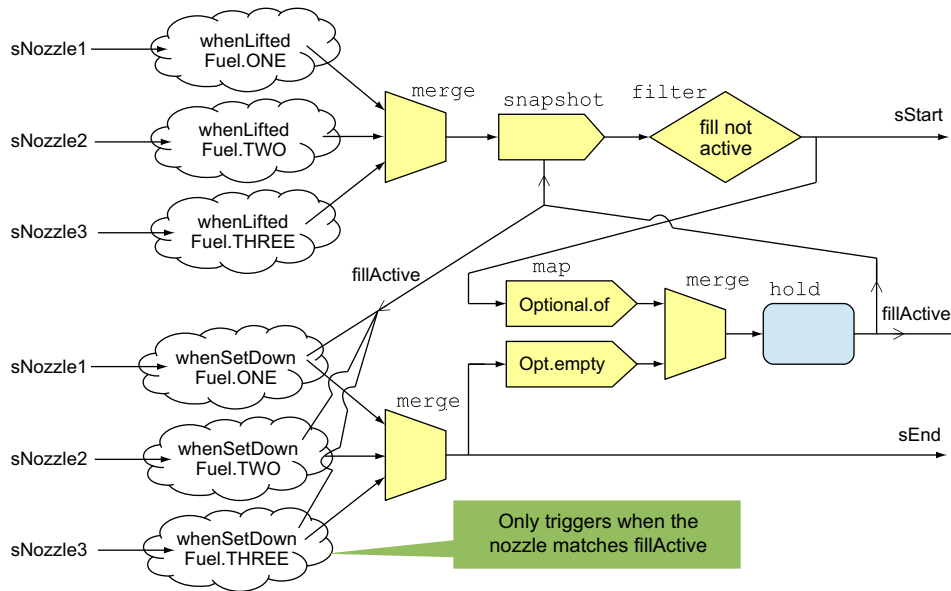 sNozzle1
whenLifted
Fuel.ONE
merge
snapshot
filter
sNozzle2
whenLifted
Fuel.TWO
fill not
active
sStart
sNozzle3
whenLifted
Fuel.THREE
fillActive
map
merge
hold
Optional.of
fillActive
sNozzle1
whenSetDown
Fuel.ONE
Opt.empty
merge
sNozzle2
whenSetDown
Fuel.TWO
sEnd
sNozzle3
whenSetDown
Fuel.THREE
Only triggers when the
nozzle matches fillActive